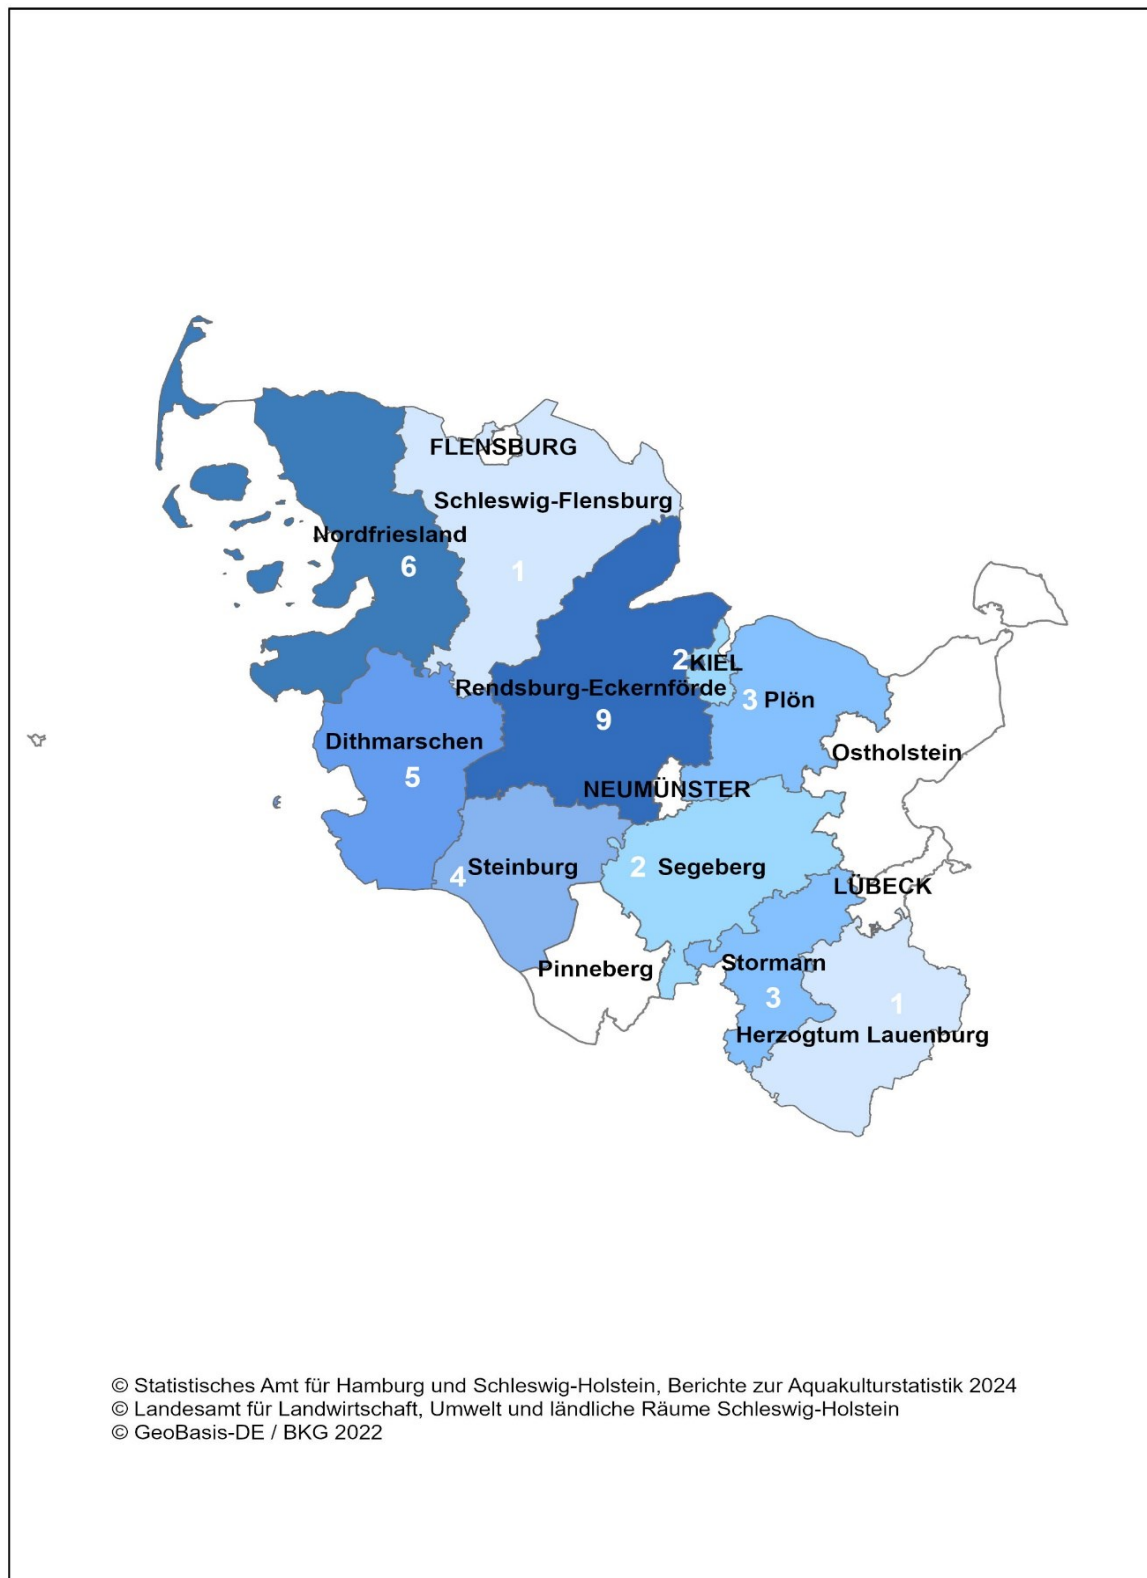 FLENSBURG
Schleswig-Flensburg
Nordfriesland
6
1
2
KIEL
Rendsburg-Eckernförde
9
3
Plön
Dithmarschen
5
Ostholstein
NEUMÜNSTER
4
Steinburg
2
Segeberg
LÜBECK
Pinneberg
Stormarn
3
1
Herzogtum Lauenburg
© Statistisches Amt für Hamburg und Schleswig-Holstein, Berichte zur Aquakulturstatistik 2024
© Landesamt für Landwirtschaft, Umwelt und ländliche Räume Schleswig-Holstein
© GeoBasis-DE / BKG 2022